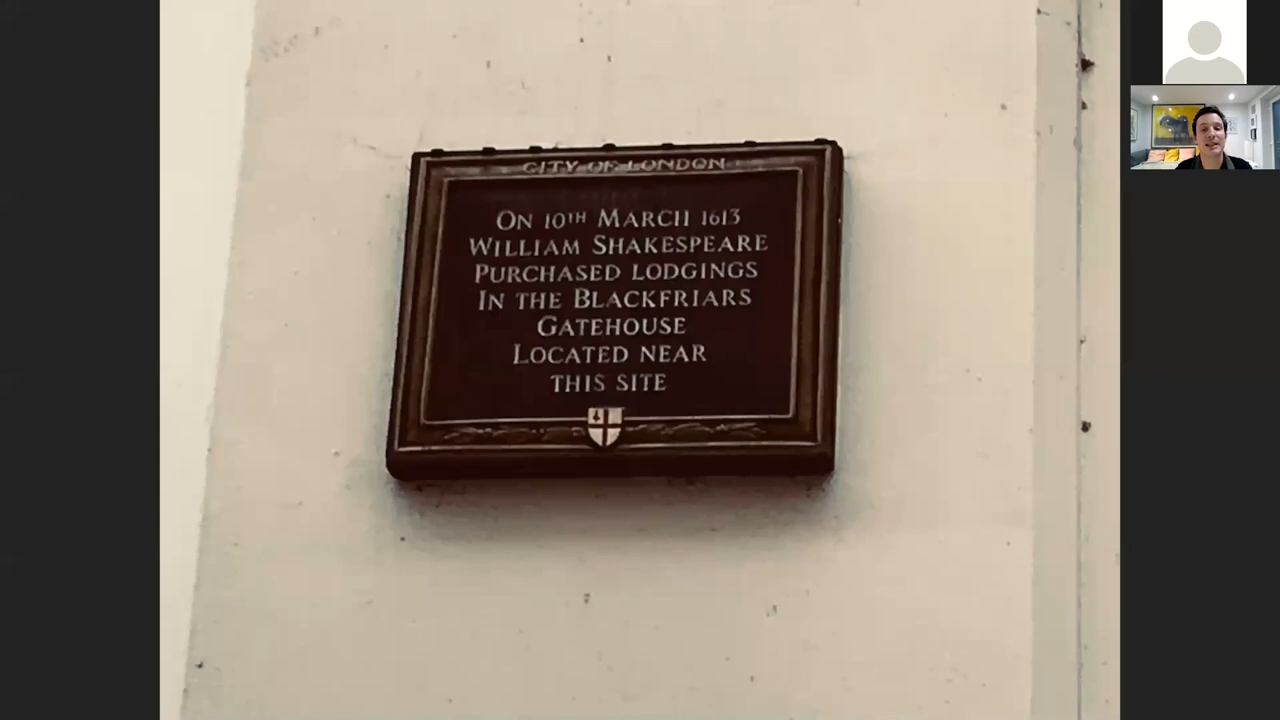 CITY OF LONDON
ON 10TH MARCH 1613
WILLIAM SHAKESPEARE
PURCHASED LODGINGS
IN THE BLACKFRIARS
GATEHOUSE
LOCATED NEAR
THIS SITE